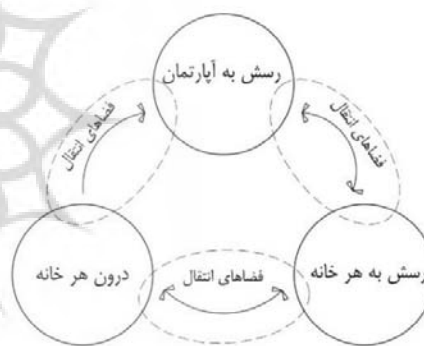 رسش به آپارتمان
فضاهای انتقال
فضاهای انتقال
رسش به هر خانه
فضاهای انتقال
درون هر خانه